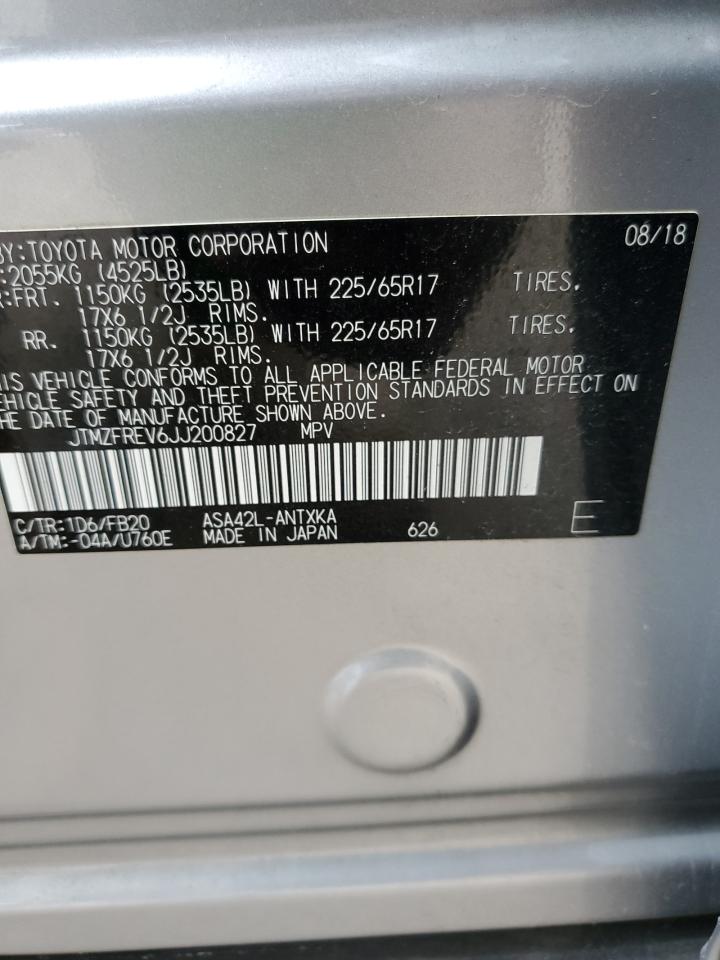 BY:TOYOTA MOTOR CORPORATION 08/18
:2055KG (4525LB)
R:FRT. 1150KG (2535LB) WITH 225/65R17 TIRES.
17X6 1/2J RIMS.
RR. 1150KG (2535LB) WITH 225/65R17 TIRES.
17X6 1/2J RIMS.
IS VEHICLE CONFORMS TO ALL APPLICABLE FEDERAL MOTOR
EHICLE SAFETY AND THEFT PREVENTION STANDARDS IN EFFECT ON
HE DATE OF MANUFACTURE SHOWN ABOVE.
JTMZFREV6JJ200827 MPV
C/TR:1D6/FB20 ASA42L-ANTXKA 626 E
A/TM:-04A/U760E MADE IN JAPAN